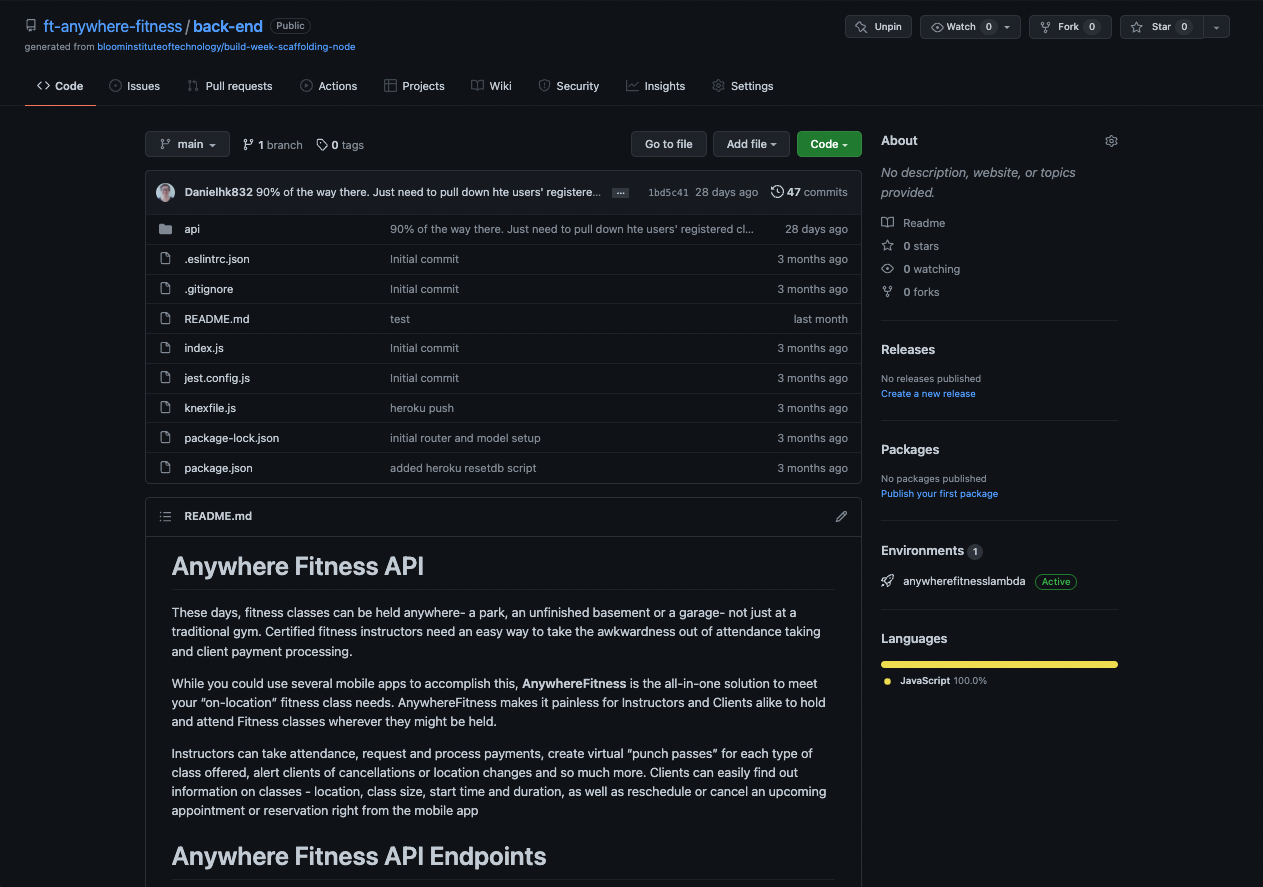 ft-anywhere-fitness / back-end Public
Unpin Watch 0 Fork 0 Star 0
generated from bloominstituteoftechnology/build-week-scaffolding-node
Code Issues Pull requests Actions Projects Wiki Security Insights Settings
main 1 branch 0 tags Go to file Add file Code
Danielhk832 90% of the way there. Just need to pull down hte users' registere... ... 1bd5c41 28 days ago 47 commits
api 90% of the way there. Just need to pull down hte users' registered cl... 28 days ago
.eslintrc.json Initial commit 3 months ago
.gitignore Initial commit 3 months ago
README.md test last month
index.js Initial commit 3 months ago
jest.config.js Initial commit 3 months ago
knexfile.js heroku push 3 months ago
package-lock.json initial router and model setup 3 months ago
package.json added heroku resetdb script 3 months ago
README.md
Anywhere Fitness API
These days, fitness classes can be held anywhere- a park, an unfinished basement or a garage- not just at a
traditional gym. Certified fitness instructors need an easy way to take the awkwardness out of attendance taking
and client payment processing.
While you could use several mobile apps to accomplish this, AnywhereFitness is the all-in-one solution to meet
your “on-location” fitness class needs. AnywhereFitness makes it painless for Instructors and Clients alike to hold
and attend Fitness classes wherever they might be held.
Instructors can take attendance, request and process payments, create virtual “punch passes” for each type of
class offered, alert clients of cancellations or location changes and so much more. Clients can easily find out
information on classes - location, class size, start time and duration, as well as reschedule or cancel an upcoming
appointment or reservation right from the mobile app
Anywhere Fitness API Endpoints
About
No description, website, or topics
provided.
Readme
0 stars
0 watching
0 forks
Releases
No releases published
Create a new release
Packages
No packages published
Publish your first package
Environments 1
anywherefitnesslambda Active
Languages
JavaScript 100.0%